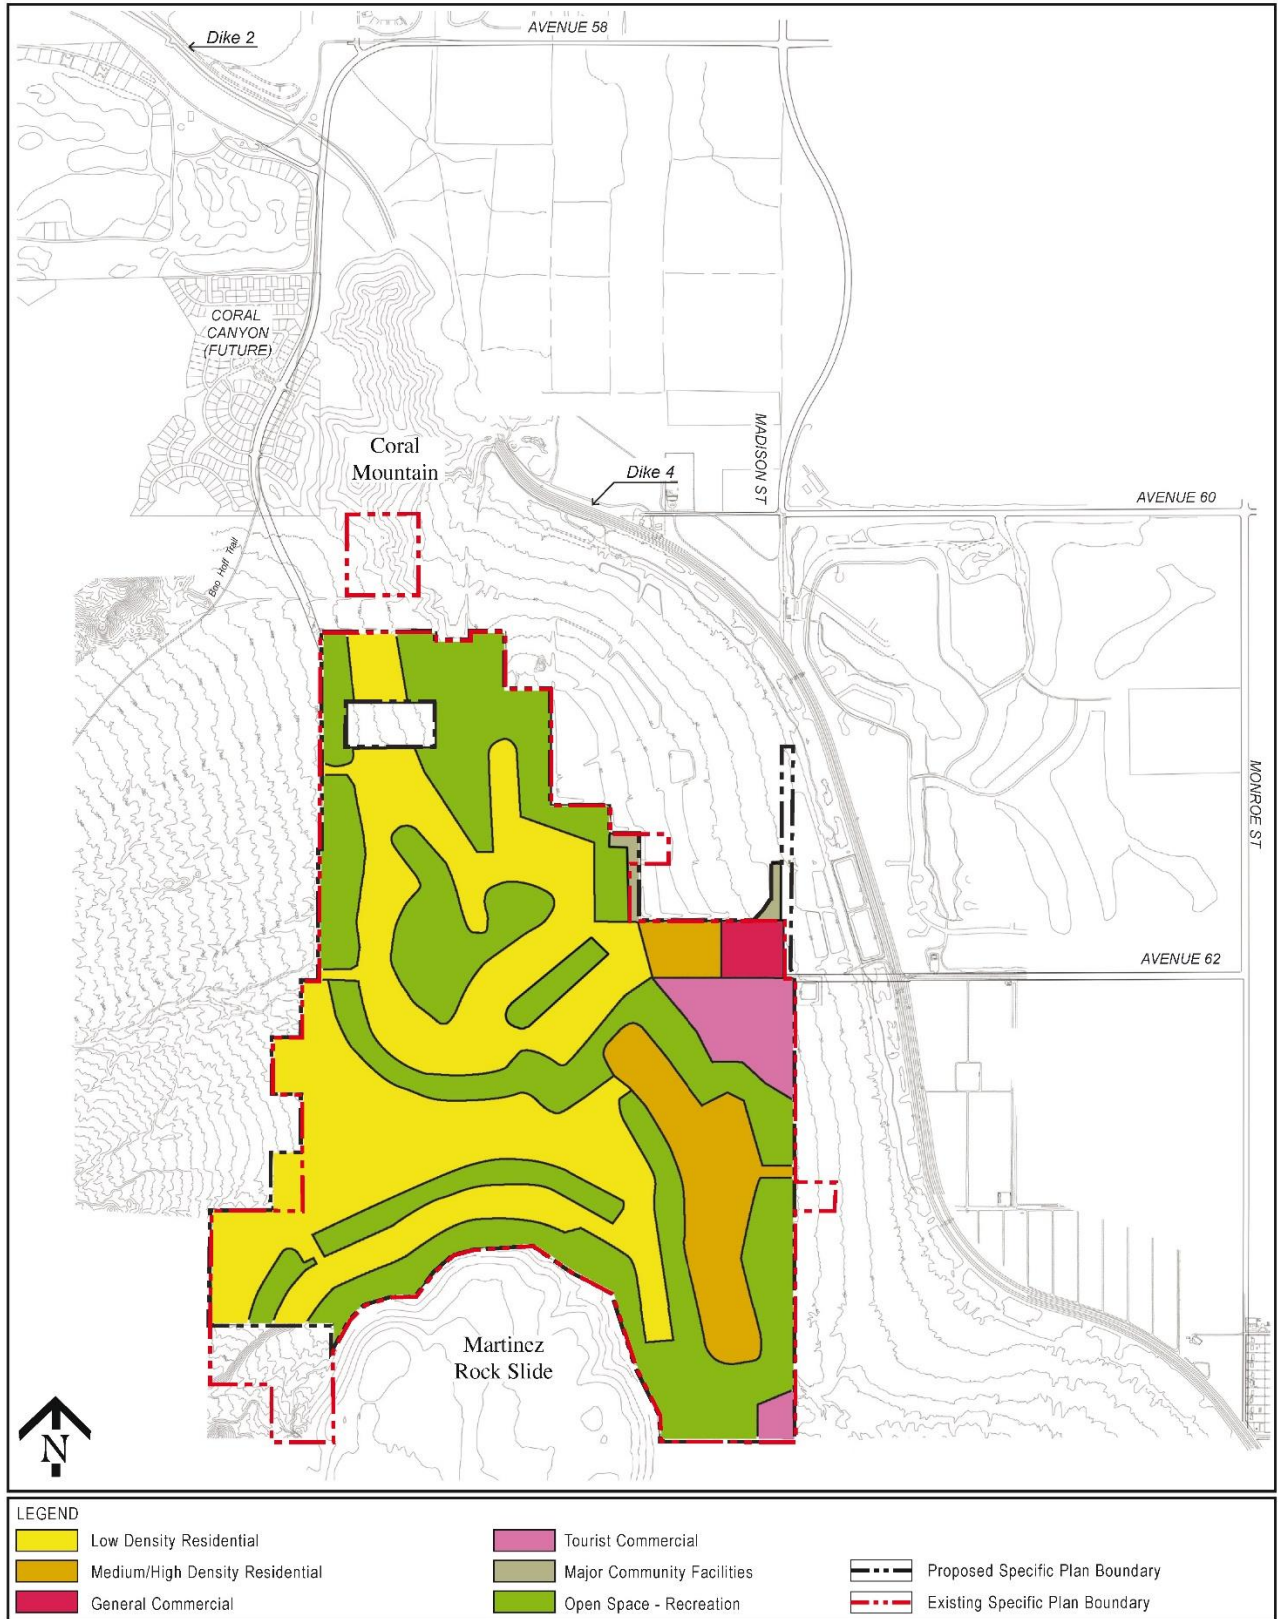 AVENUE 58
Dike 2
CORAL
CANYON
(FUTURE)
Coral
Mountain
MADISON ST
Dike 4
AVENUE 60
Boo Hoff Trail
MONROE ST
AVENUE 62
Martinez
Rock Slide
N
LEGEND
Low Density Residential
Medium/High Density Residential
General Commercial
Tourist Commercial
Major Community Facilities
Open Space - Recreation
Proposed Specific Plan Boundary
Existing Specific Plan Boundary